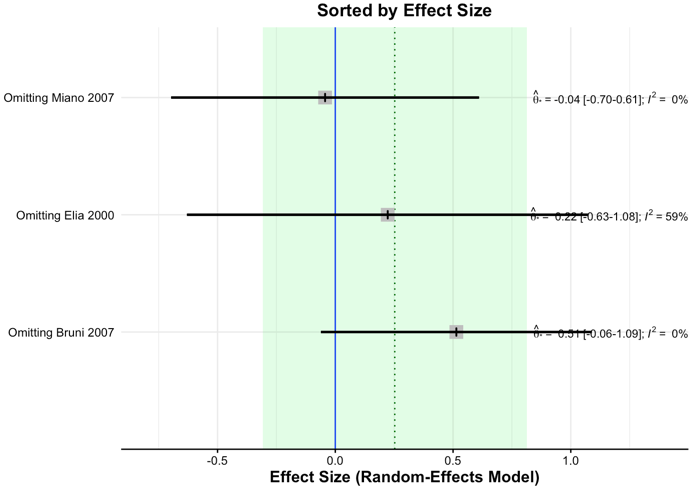 Sorted by Effect Size
Omitting Miano 2007
θ̂* = -0.04 [-0.70-0.61]; I² = 0%
Omitting Elia 2000
θ̂* = 0.22 [-0.63-1.08]; I² = 59%
Omitting Bruni 2007
θ̂* = 0.51 [-0.06-1.09]; I² = 0%
-0.5 0.0 0.5 1.0
Effect Size (Random-Effects Model)